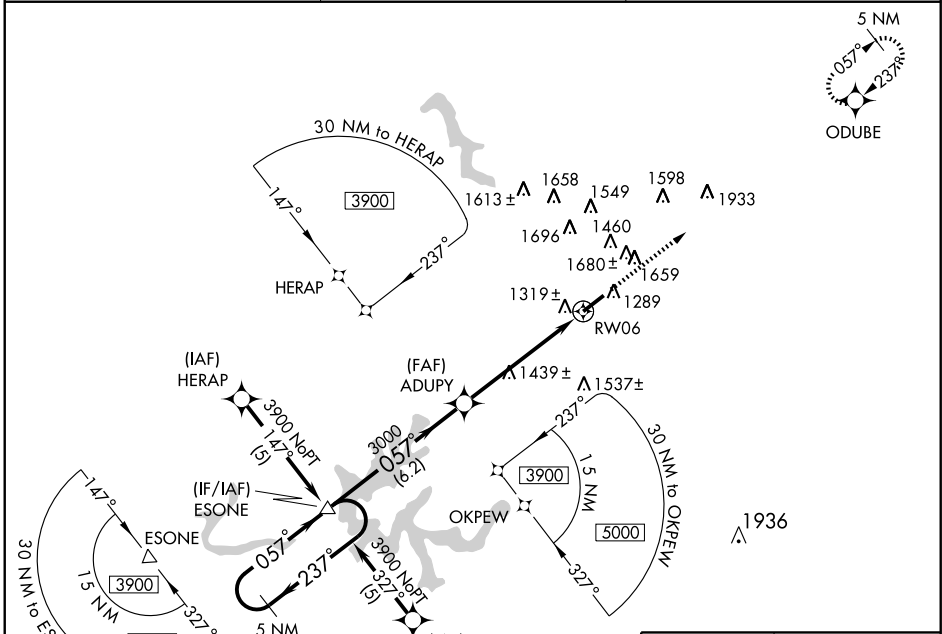 5 NM
057°
237°
ODUBE
30 NM to HERAP
3900
147°
237°
HERAP
1613 ±
1658
1549
1598
1933
1696
1460
1680 ±
1659
1319 ±
1289
RW06
(IAF)
HERAP
3900 NoPT
147°
(5)
(FAF)
ADUPY
1439 ±
1537 ±
3000
057°
(6.2)
(IF/IAF)
ESONE
057°
237°
5 NM
3900 NoPT
327°
(5)
237°
3900
15 NM
30 NM to OKPEW
OKPEW
5000
327°
1936
147°
ESONE
3900
15 NM
327°
30 NM to